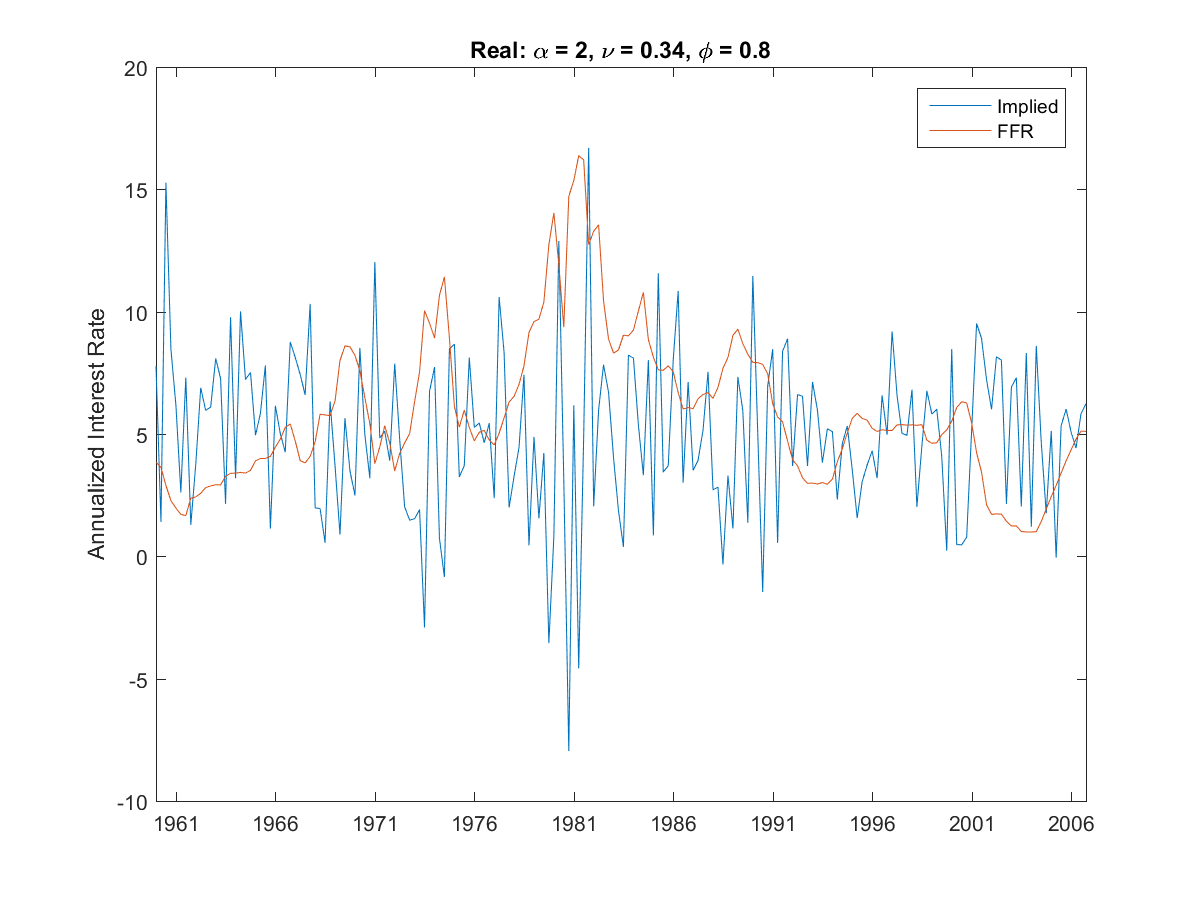 Real: α = 2, ν = 0.34, ϕ = 0.8
Implied
FFR
Annualized Interest Rate
20
15
10
5
0
-5
-10
1961 1966 1971 1976 1981 1986 1991 1996 2001 2006